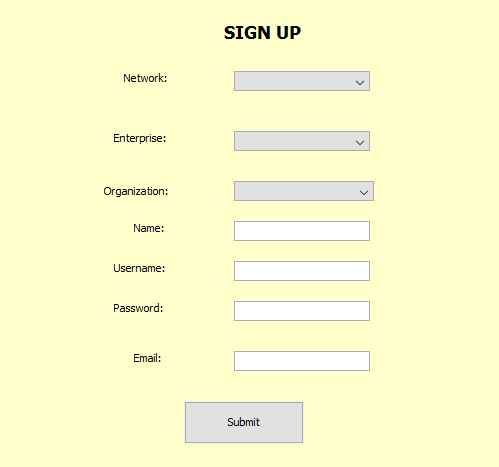 SIGN UP
Network:
Enterprise:
Organization:
Name:
Username:
Password:
Email:
Submit